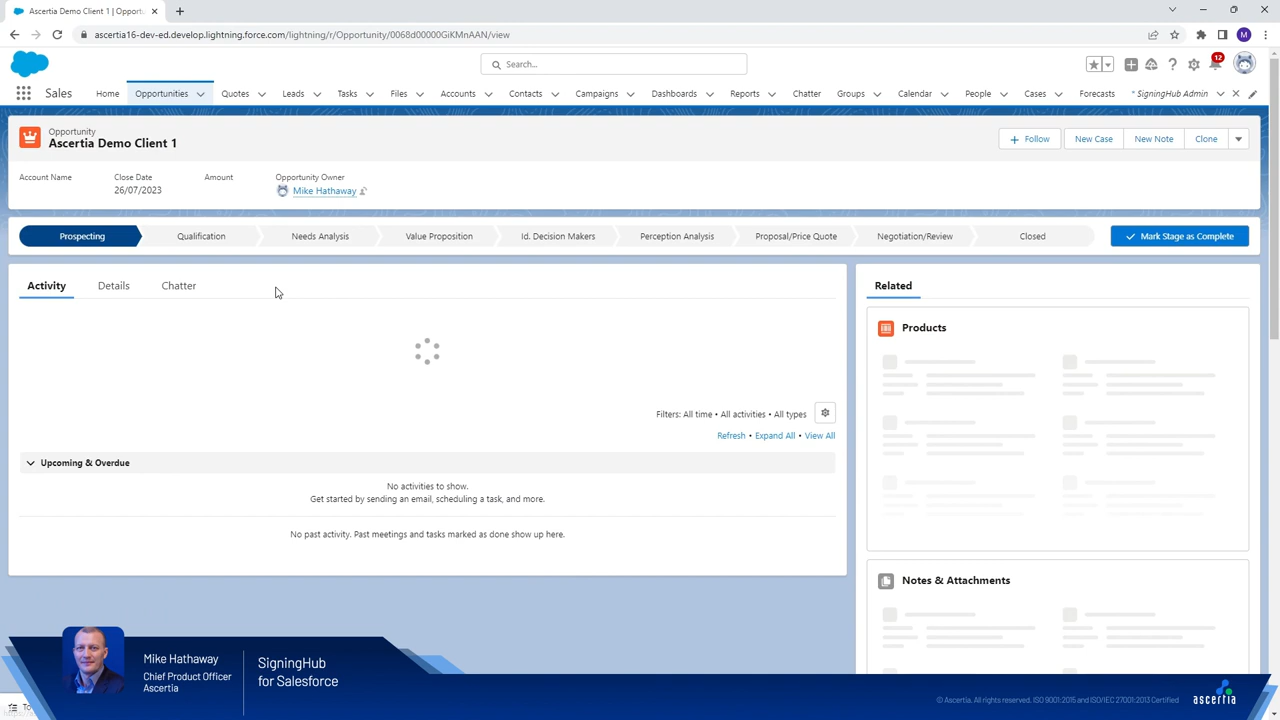 Ascertia Demo Client 1 | Opport
ascertia16-dev-ed.develop.lightning.force.com/lightning/r/Opportunity/0068d00000GiKMnAAN/view
M
Search...
12
Sales
Home
Opportunities
Quotes
Leads
Tasks
Files
Accounts
Contacts
Campaigns
Dashboards
Reports
Chatter
Groups
Calendar
People
Cases
Forecasts
* SigningHub Admin
Opportunity
Ascertia Demo Client 1
Follow
New Case
New Note
Clone
Account Name
Close Date
Amount
Opportunity Owner
26/07/2023
Mike Hathaway
Prospecting
Qualification
Needs Analysis
Value Proposition
Id. Decision Makers
Perception Analysis
Proposal/Price Quote
Negotiation/Review
Closed
Mark Stage as Complete
Activity
Details
Chatter
Related
Products
Filters: All time • All activities • All types
Refresh • Expand All • View All
Upcoming & Overdue
No activities to show.
Get started by sending an email, scheduling a task, and more.
No past activity. Past meetings and tasks marked as done show up here.
Notes & Attachments
Mike Hathaway
Chief Product Officer
Ascertia
SigningHub
for Salesforce
© Ascertia. All rights reserved. ISO 9001:2015 and ISO/IEC 27001:2013 Certified
ascertia